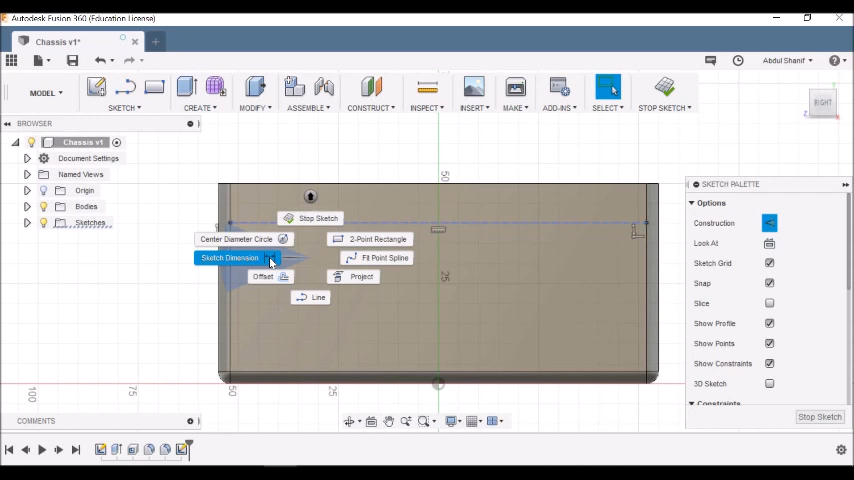 Autodesk Fusion 360 (Education License)
Chassis v1*
Abdul Shanif
MODEL
SKETCH
CREATE
MODIFY
ASSEMBLE
CONSTRUCT
INSPECT
INSERT
MAKE
ADD-INS
SELECT
STOP SKETCH
BROWSER
Chassis v1
Document Settings
Named Views
Origin
Bodies
Sketches
RIGHT
50
25
100
75
50
25
Stop Sketch
Center Diameter Circle
2-Point Rectangle
Sketch Dimension
Fit Point Spline
Offset
Project
Line
SKETCH PALETTE
Options
Construction
Look At
Sketch Grid
Snap
Slice
Show Profile
Show Points
Show Constraints
3D Sketch
Constraints
Stop Sketch
COMMENTS